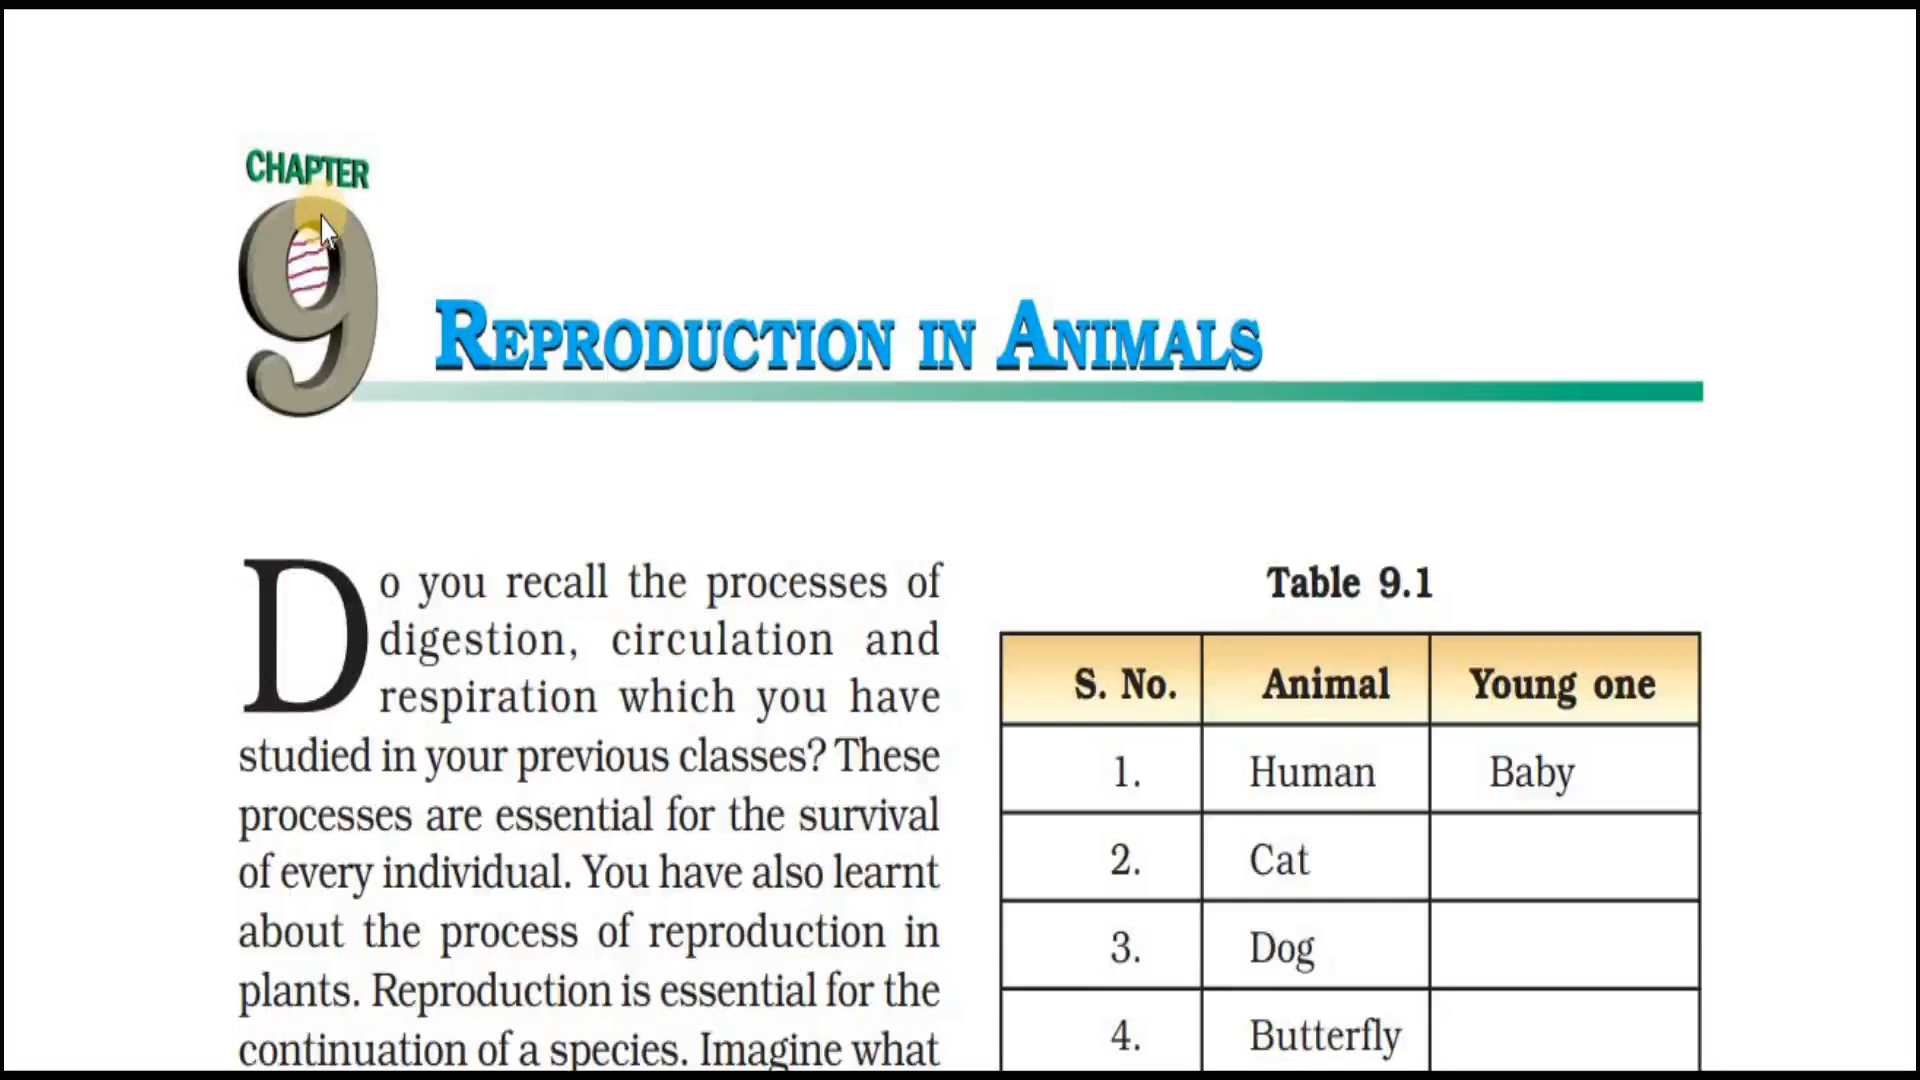 CHAPTER
9
REPRODUCTION IN ANIMALS
Do you recall the processes of
digestion, circulation and
respiration which you have
studied in your previous classes? These
processes are essential for the survival
of every individual. You have also learnt
about the process of reproduction in
plants. Reproduction is essential for the
continuation of a species. Imagine what
Table 9.1
S. No. Animal Young one
1. Human Baby
2. Cat
3. Dog
4. Butterfly